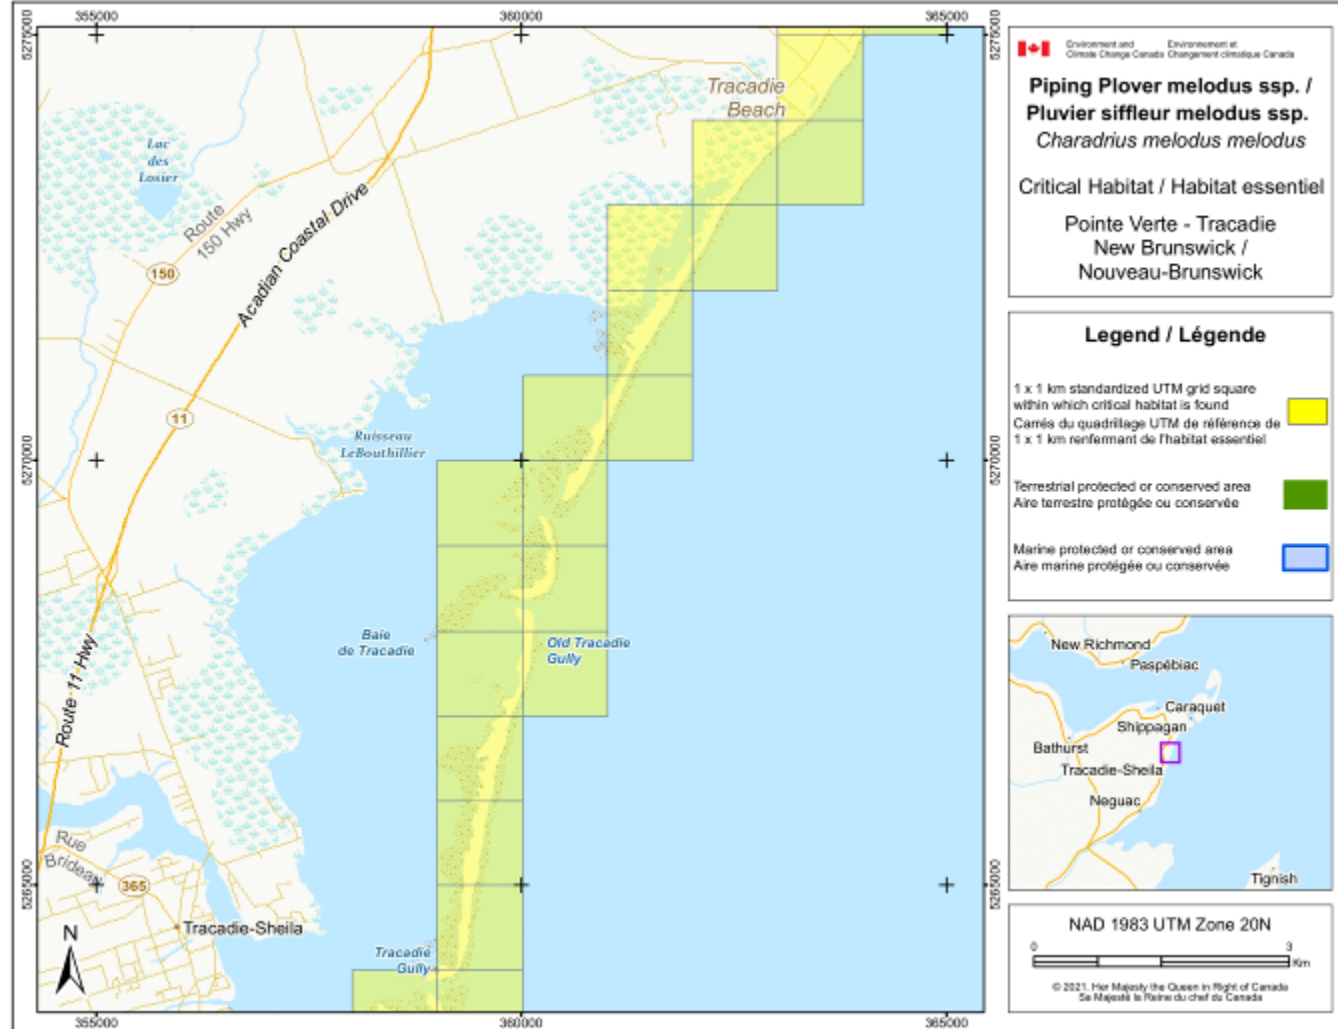 355000
360000
365000
5275000
5275000
Tracadie
Beach
Lac
des
Losier
Route
150 Hwy
Acadian Coastal Drive
150
11
Ruisseau
LeBouthillier
5270000
5270000
Baie
de Tracadie
Old Tracadie
Gully
Route 11 Hwy
Rue
Brideau
365
5265000
5265000
Tracadie-Sheila
N
Tracadie
Gully
355000
360000
365000
Environment and
Climate Change Canada
Environnement et
Changement climatique Canada
Piping Plover melodus ssp. /
Pluvier siffleur melodus ssp.
Charadrius melodus melodus
Critical Habitat / Habitat essentiel
Pointe Verte - Tracadie
New Brunswick /
Nouveau-Brunswick
Legend / Légende
1 x 1 km standardized UTM grid square
within which critical habitat is found
Carrés du quadrillage UTM de référence de
1 x 1 km renfermant de l'habitat essentiel
Terrestrial protected or conserved area
Aire terrestre protégée ou conservée
Marine protected or conserved area
Aire marine protégée ou conservée
New Richmond
Paspébiac
Caraquet
Shippagan
Bathurst
Tracadie-Sheila
Neguac
Tignish
NAD 1983 UTM Zone 20N
0 3
Km
© 2021. Her Majesty the Queen in Right of Canada
Sa Majesté la Reine du chef du Canada